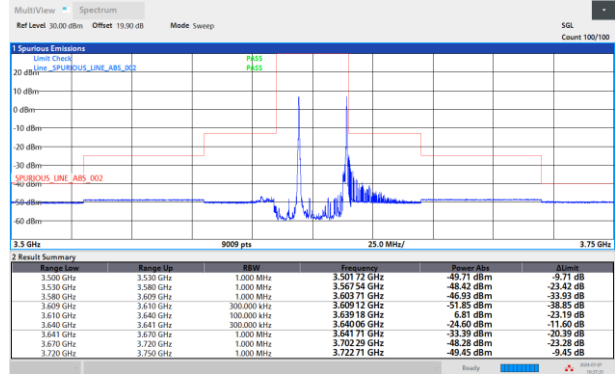 MultiView Spectrum
Ref Level 30.00 dBm Offset 19.90 dB Mode Sweep SGL
Count 100/100
1 Spurious Emissions
Limit Check PASS
Line _SPURIOUS_LINE_ABS_002 PASS
20 dBm
10 dBm
0 dBm
-10 dBm
-20 dBm
-30 dBm
_SPURIOUS_LINE_ABS_002
-40 dBm
-50 dBm
-60 dBm
3.5 GHz 9009 pts 25.0 MHz/ 3.75 GHz
2 Result Summary
Range Low Range Up RBW Frequency Power Abs ΔLimit
3.500 GHz 3.530 GHz 1.000 MHz 3.501 72 GHz -49.71 dBm -9.71 dB
3.530 GHz 3.580 GHz 1.000 MHz 3.567 54 GHz -48.42 dBm -23.42 dB
3.580 GHz 3.609 GHz 1.000 MHz 3.603 71 GHz -46.93 dBm -33.93 dB
3.609 GHz 3.610 GHz 300.000 kHz 3.609 12 GHz -51.85 dBm -38.85 dB
3.610 GHz 3.640 GHz 100.000 kHz 3.639 18 GHz 6.81 dBm -23.19 dB
3.640 GHz 3.641 GHz 300.000 kHz 3.640 06 GHz -24.60 dBm -11.60 dB
3.641 GHz 3.670 GHz 1.000 MHz 3.641 71 GHz -33.39 dBm -20.39 dB
3.670 GHz 3.720 GHz 1.000 MHz 3.702 29 GHz -48.28 dBm -23.28 dB
3.720 GHz 3.750 GHz 1.000 MHz 3.722 71 GHz -49.45 dBm -9.45 dB
Ready